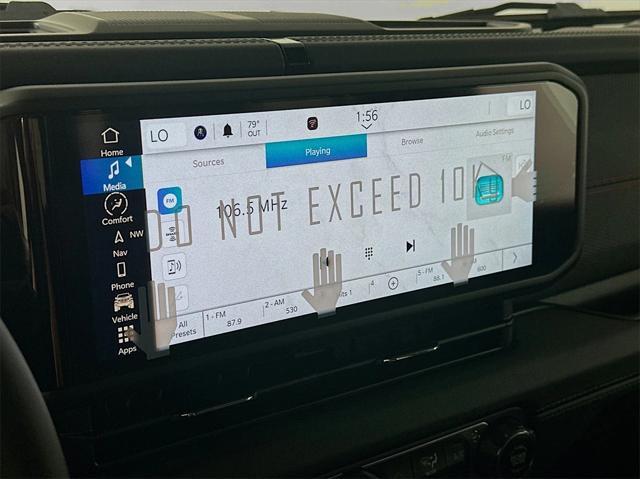 LO
79°
OUT
1:56
LO
Home
Sources
Playing
Browse
Audio Settings
Media
FM
FM
106.5 MHz
DO NOT EXCEED 10
Comfort
NW
Nav
Phone
Vehicle
Apps
All
Presets
1 - FM
87.9
2 - AM
530
4
5 - FM
88.1
600